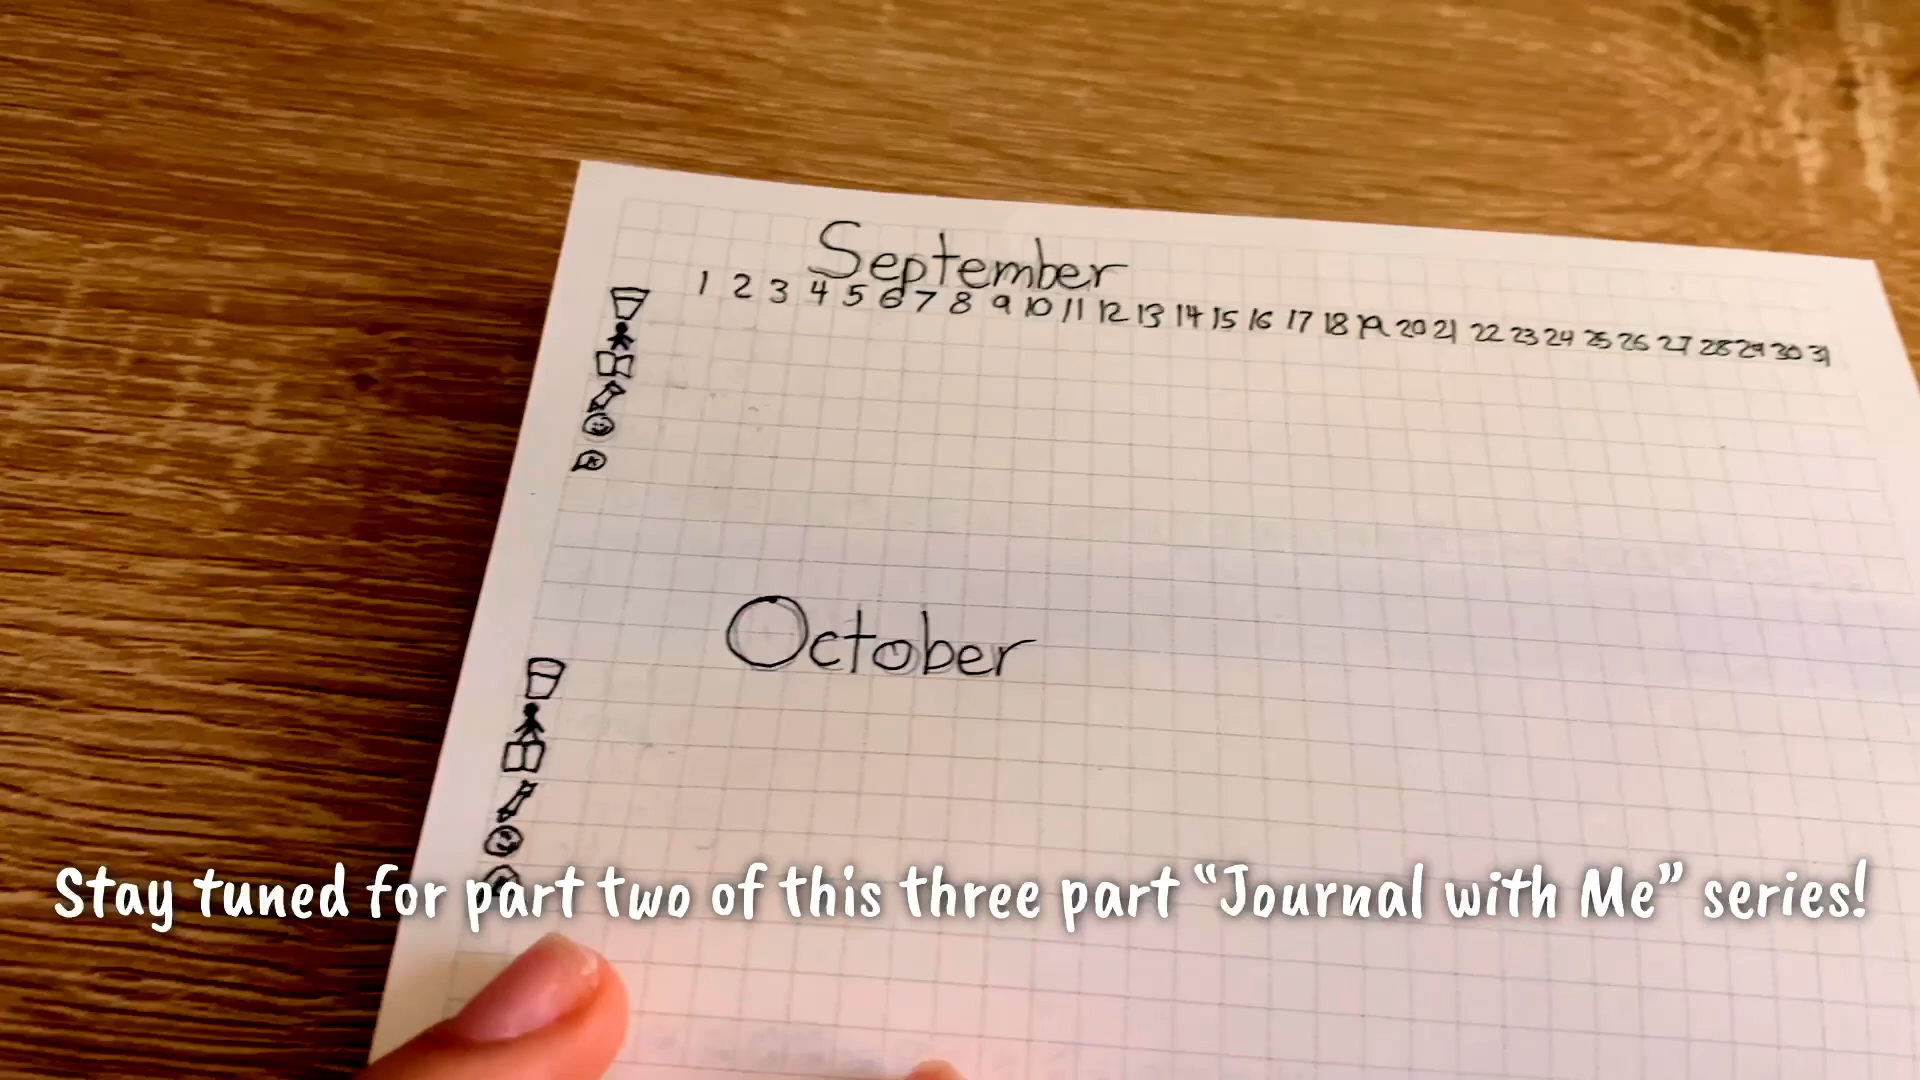 September
1 2 3 4 5 6 7 8 9 10 11 12 13 14 15 16 17 18 19 20 21 22 23 24 25 26 27 28 29 30 31
October
Stay tuned for part two of this three part “Journal with Me” series!